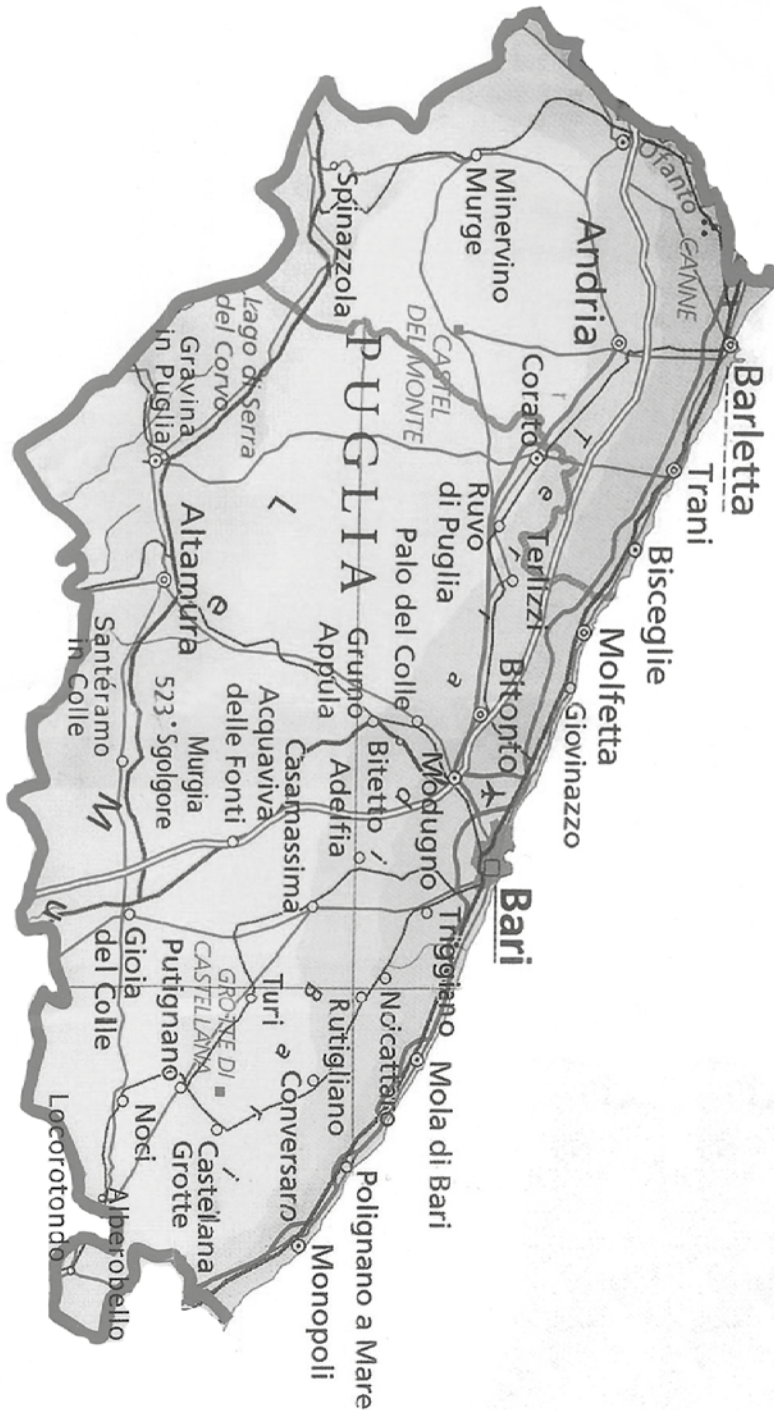 Barletta
Trani
Bisceglie
Molfetta
Giovinazzo
Bari
Mola di Bari
Polignano a Mare
Monopoli
Ofanto
CANNE
Andria
Minervino
Murge
Spinazzola
CASTEL
DEL MONTE
Corato
Ruvo
di Puglia
Terlizzi
Bitonto
Palo del Colle
Modugno
Bitetto
Grumo
Appula
Adelfia
Triggiano
Noicattaro
Rutigliano
Conversano
Casamassima
Acquaviva
delle Fonti
Turi
GROTTE DI
CASTELLANA
Castellana
Grotte
Putignano
Noci
Alberobello
Locorotondo
Gioia
del Colle
Murgia
Sgolgore
523
Santéramo
in Colle
Altamura
Gravina
in Puglia
Lago di Serra
del Corvo
PUGLIA